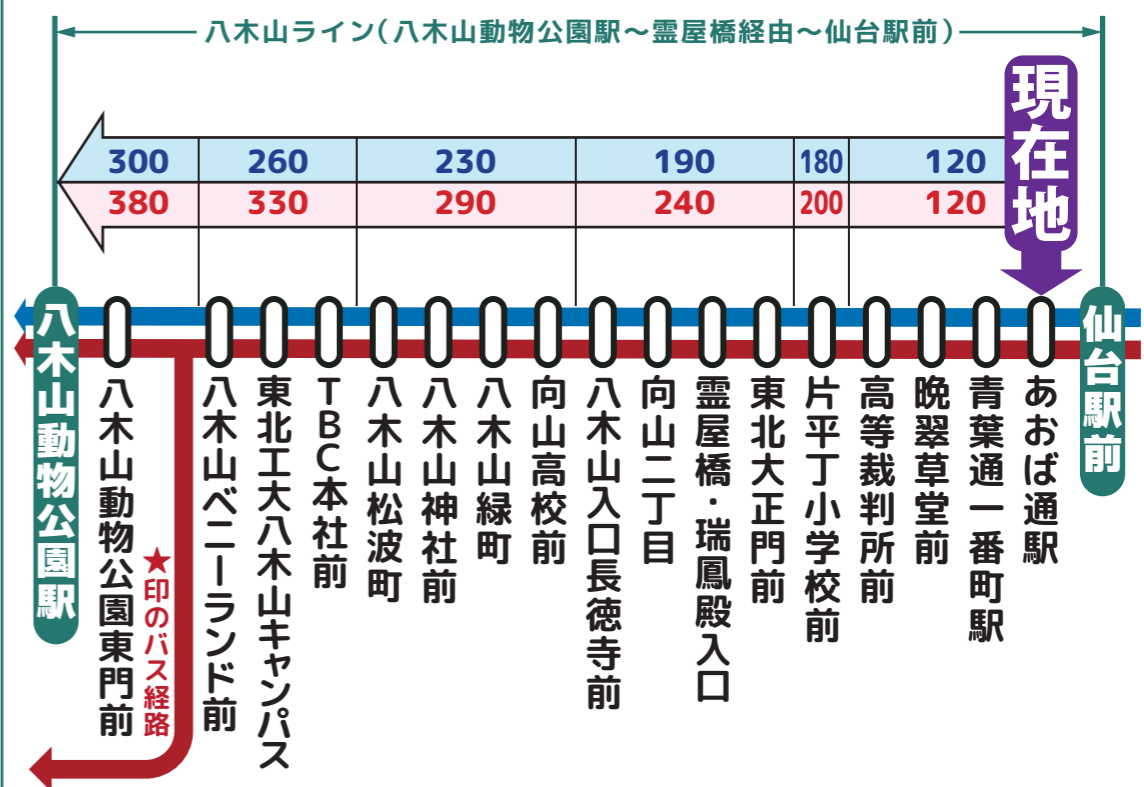 八木山ライン(八木山動物公園駅～霊屋橋経由～仙台駅前)
現在地
300 260 230 190 180 120
380 330 290 240 200 120
八木山動物公園駅
八木山動物公園東門前
★印のバス経路
八木山ベニーランド前
東北工大八木山キャンパス
TBC本社前
八木山松波町
八木山神社前
八木山緑町
向山高校前
八木山入口長徳寺前
向山二丁目
霊屋橋・瑞鳳殿入口
東北大正門前
片平丁小学校前
高等裁判所前
晩翠草堂前
青葉通一番町駅
あおば通駅
仙台駅前